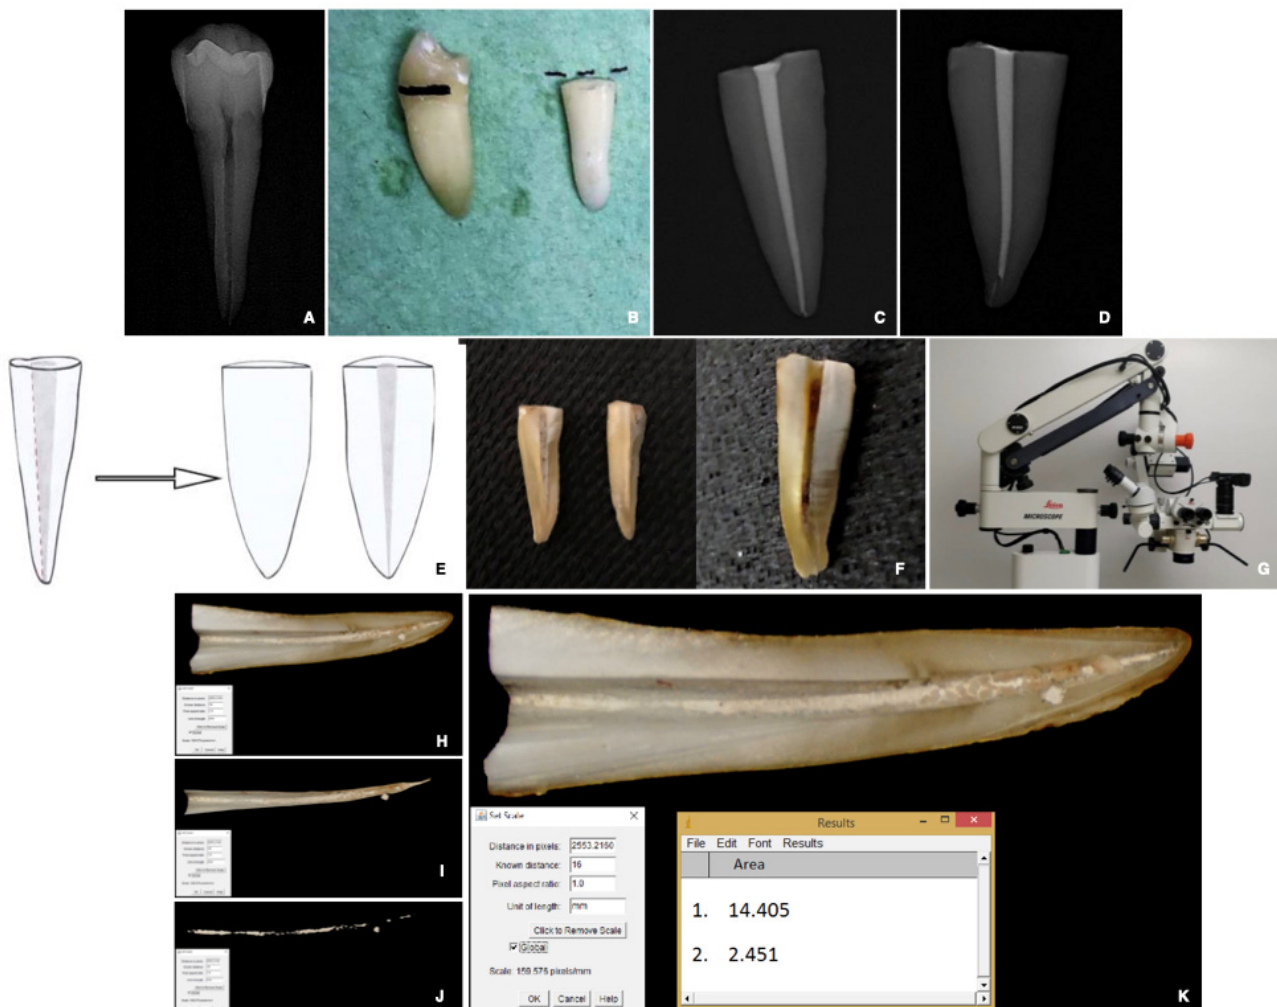 A
B
C
D
E
F
Leica
MICROSCOPE
G
H
I
J
K
Set Scale
Distance in pixels: 2553.2160
Known distance: 16
Pixel aspect ratio: 1.0
Unit of length: mm
Click to Remove Scale
Global
Scale: 159.576 pixels/mm
OK Cancel Help
Results
File Edit Font Results
Area
1. 14.405
2. 2.451